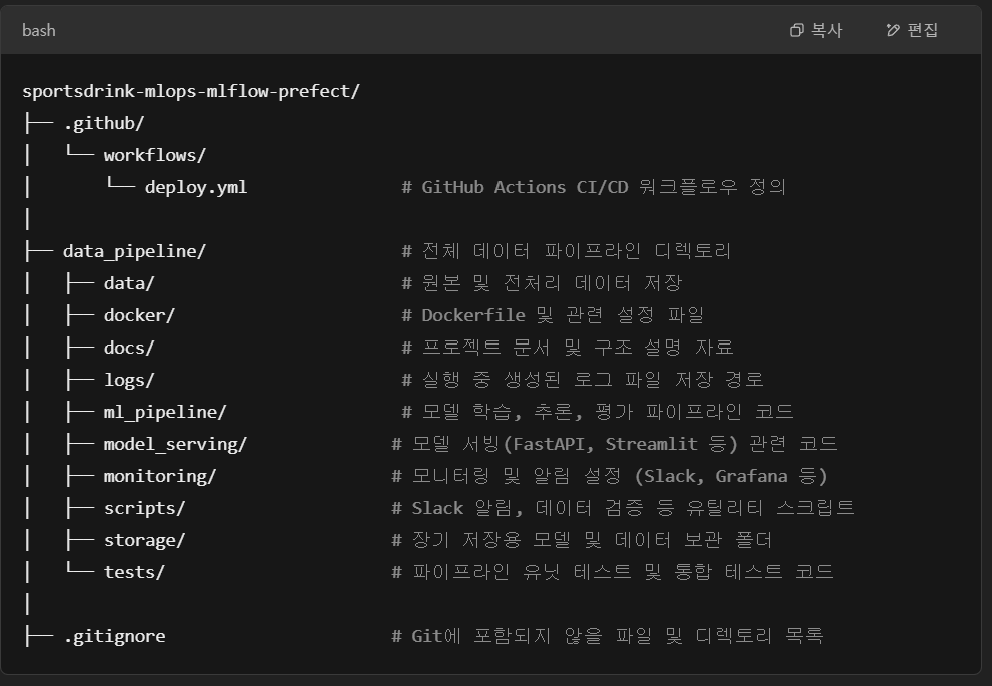 bash 복사 편집
sportsdrink-mlops-mlflow-prefect/
├── .github/
│   └── workflows/
│       └── deploy.yml               # GitHub Actions CI/CD 워크플로우 정의
│
├── data_pipeline/                   # 전체 데이터 파이프라인 디렉토리
│   ├── data/                        # 원본 및 전처리 데이터 저장
│   ├── docker/                      # Dockerfile 및 관련 설정 파일
│   ├── docs/                        # 프로젝트 문서 및 구조 설명 자료
│   ├── logs/                        # 실행 중 생성된 로그 파일 저장 경로
│   ├── ml_pipeline/                 # 모델 학습, 추론, 평가 파이프라인 코드
│   ├── model_serving/              # 모델 서빙(FastAPI, Streamlit 등) 관련 코드
│   ├── monitoring/                 # 모니터링 및 알림 설정 (Slack, Grafana 등)
│   ├── scripts/                    # Slack 알림, 데이터 검증 등 유틸리티 스크립트
│   ├── storage/                    # 장기 저장용 모델 및 데이터 보관 폴더
│   └── tests/                      # 파이프라인 유닛 테스트 및 통합 테스트 코드
│
├── .gitignore                      # Git에 포함되지 않을 파일 및 디렉토리 목록